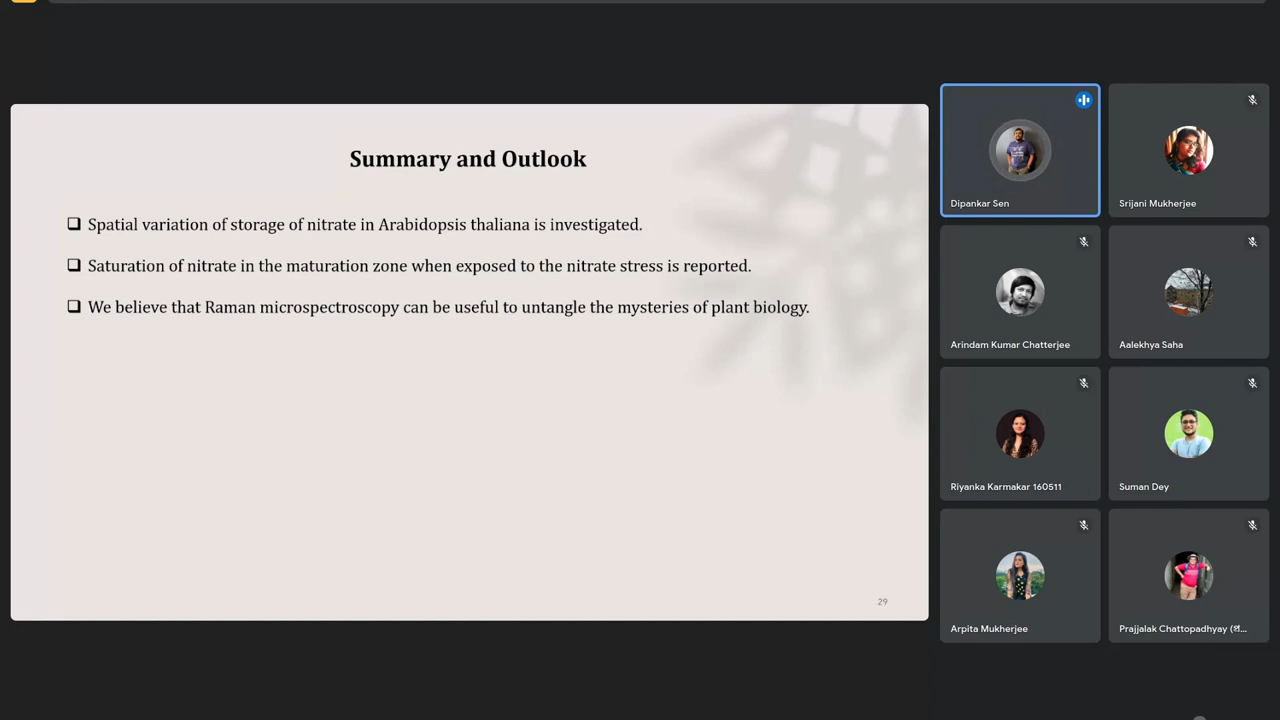 Summary and Outlook
Spatial variation of storage of nitrate in Arabidopsis thaliana is investigated.
Saturation of nitrate in the maturation zone when exposed to the nitrate stress is reported.
We believe that Raman microspectroscopy can be useful to untangle the mysteries of plant biology.
29
Dipankar Sen
Srijani Mukherjee
Arindam Kumar Chatterjee
Aalekhya Saha
Riyanka Karmakar 160511
Suman Dey
Arpita Mukherjee
Prajjalak Chattopadhyay